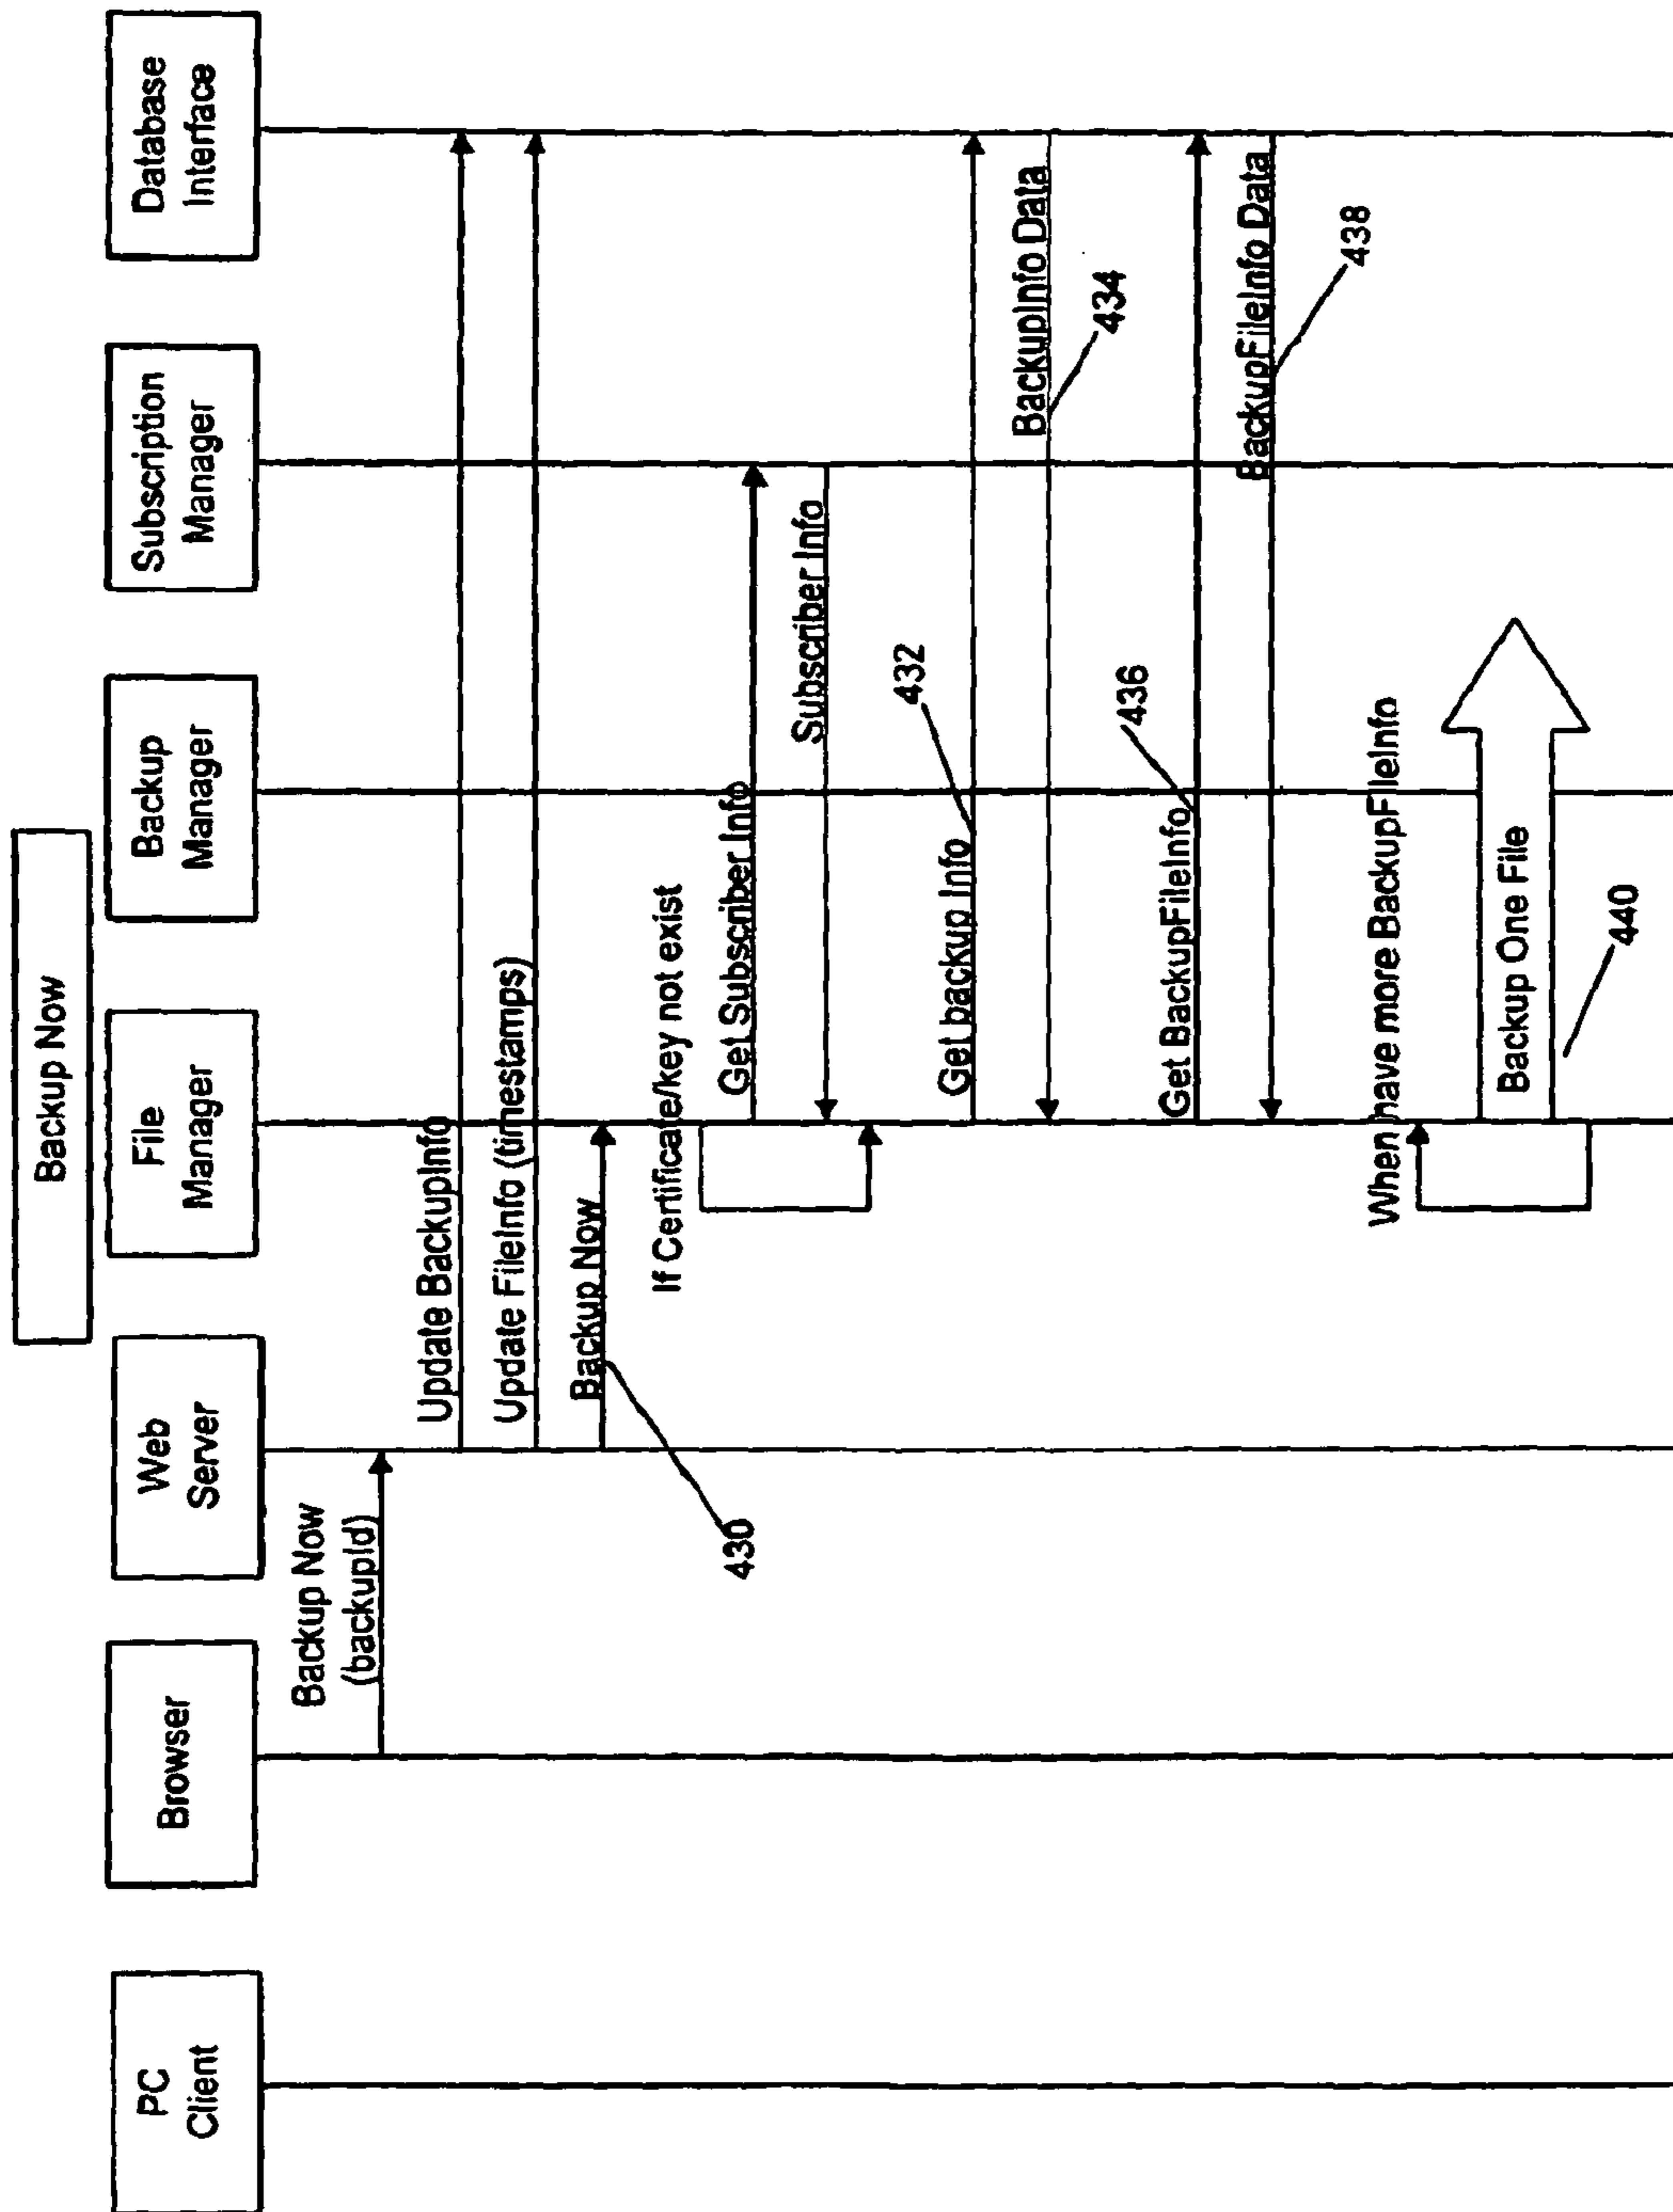 Backup Now
PC
Client
Browser
Web
Server
File
Manager
Backup
Manager
Subscription
Manager
Database
Interface
Backup Now
(backupId)
Update BackupInfo
Update FileInfo (timestamps)
Backup Now
430
If Certificate/key not exist
Get Subscriber Info
Subscriber Info
432
Get backup Info
BackupInfo Data
434
436
Get BackupFileInfo
BackupFileInfo Data
438
When have more BackupFileInfo
Backup One File
440